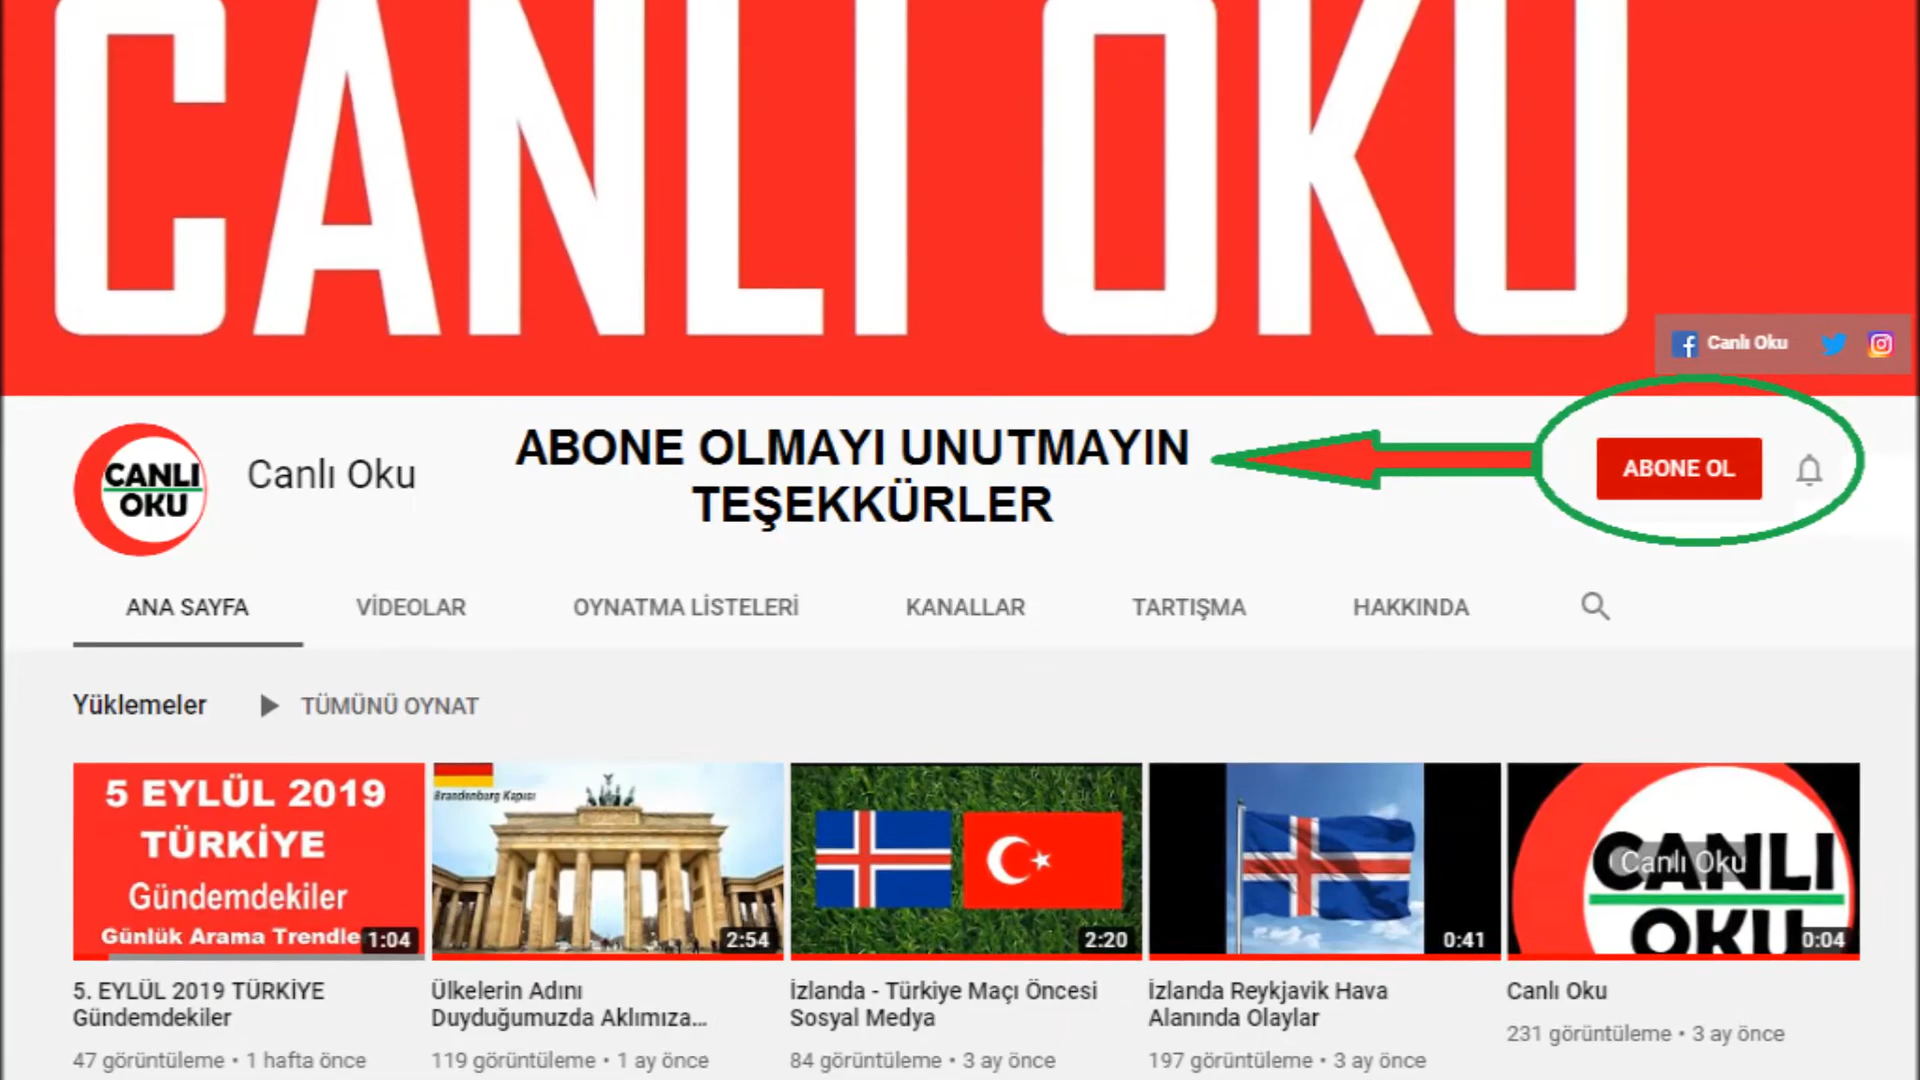 CANLI OKU
Canlı Oku
CANLI
OKU
Canlı Oku
ABONE OLMAYI UNUTMAYIN
TEŞEKKÜRLER
ABONE OL
ANA SAYFA
VİDEOLAR
OYNATMA LİSTELERİ
KANALLAR
TARTIŞMA
HAKKINDA
Yüklemeler
TÜMÜNÜ OYNAT
5 EYLÜL 2019
TÜRKİYE
Gündemdekiler
Günlük Arama Trendle
1:04
5. EYLÜL 2019 TÜRKİYE
Gündemdekiler
47 görüntüleme • 1 hafta önce
Brandenburg Kapısı
2:54
Ülkelerin Adını
Duyduğumuzda Aklımıza...
119 görüntüleme • 1 ay önce
2:20
İzlanda - Türkiye Maçı Öncesi
Sosyal Medya
84 görüntüleme • 3 ay önce
0:41
İzlanda Reykjavik Hava
Alanında Olaylar
197 görüntüleme • 3 ay önce
CANLI
Canlı Oku
OKU
0:04
Canlı Oku
231 görüntüleme • 3 ay önce